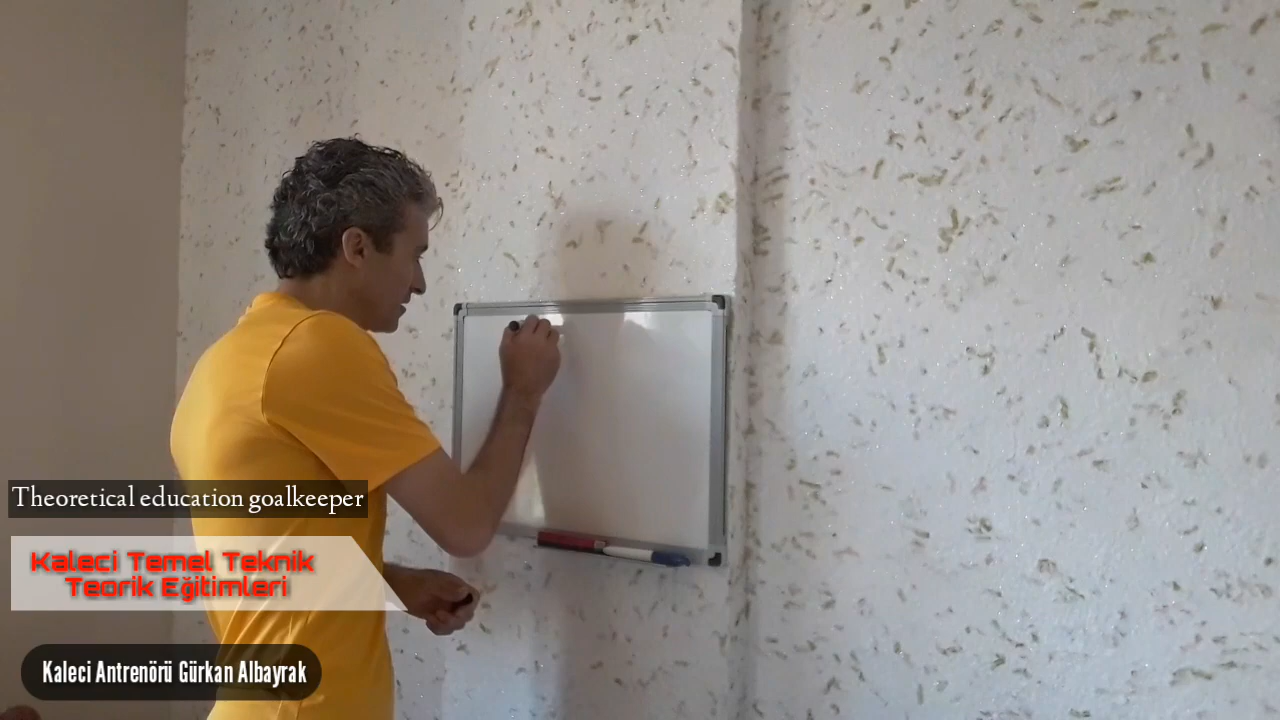 Theoretical education goalkeeper
Kaleci Temel Teknik
Teorik Eğitimleri
Kaleci Antrenörü Gürkan Albayrak